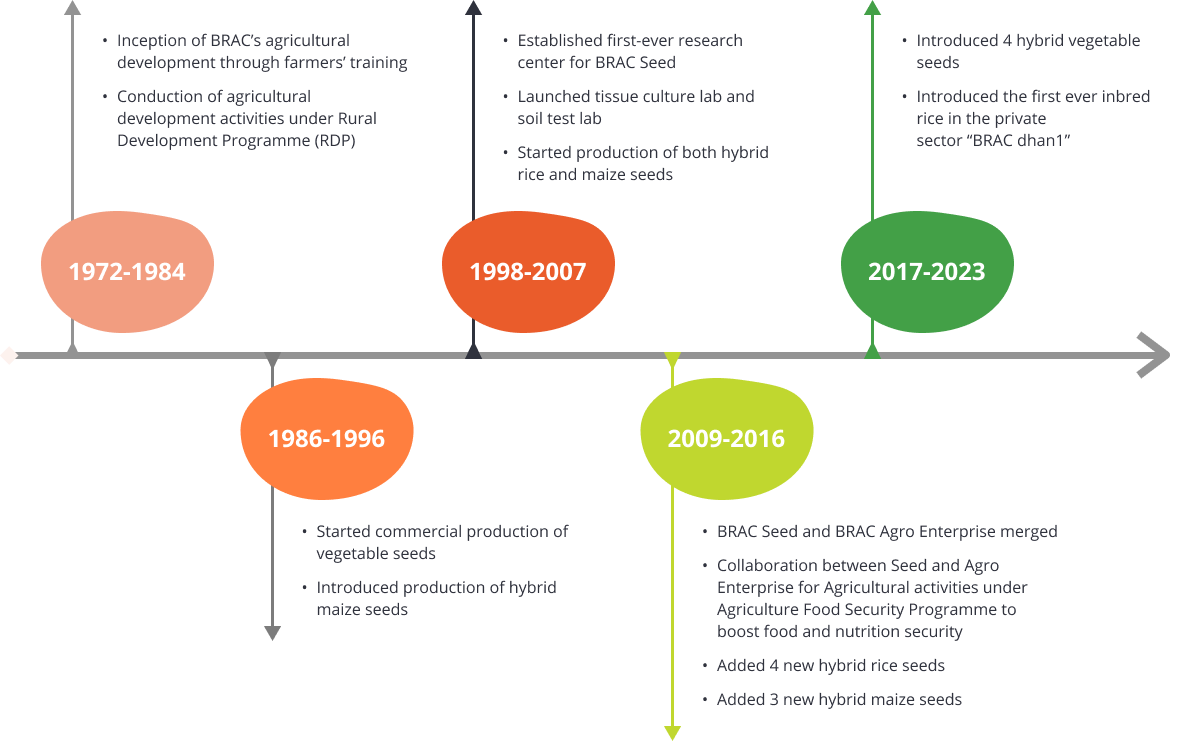 • Inception of BRAC’s agricultural
development through farmers’ training
• Conduction of agricultural
development activities under Rural
Development Programme (RDP)
1972-1984
• Started commercial production of
vegetable seeds
• Introduced production of hybrid
maize seeds
1986-1996
• Established first-ever research
center for BRAC Seed
• Launched tissue culture lab and
soil test lab
• Started production of both hybrid
rice and maize seeds
1998-2007
• BRAC Seed and BRAC Agro Enterprise merged
• Collaboration between Seed and Agro
Enterprise for Agricultural activities under
Agriculture Food Security Programme to
boost food and nutrition security
• Added 4 new hybrid rice seeds
• Added 3 new hybrid maize seeds
2009-2016
• Introduced 4 hybrid vegetable
seeds
• Introduced the first ever inbred
rice in the private
sector “BRAC dhan1”
2017-2023